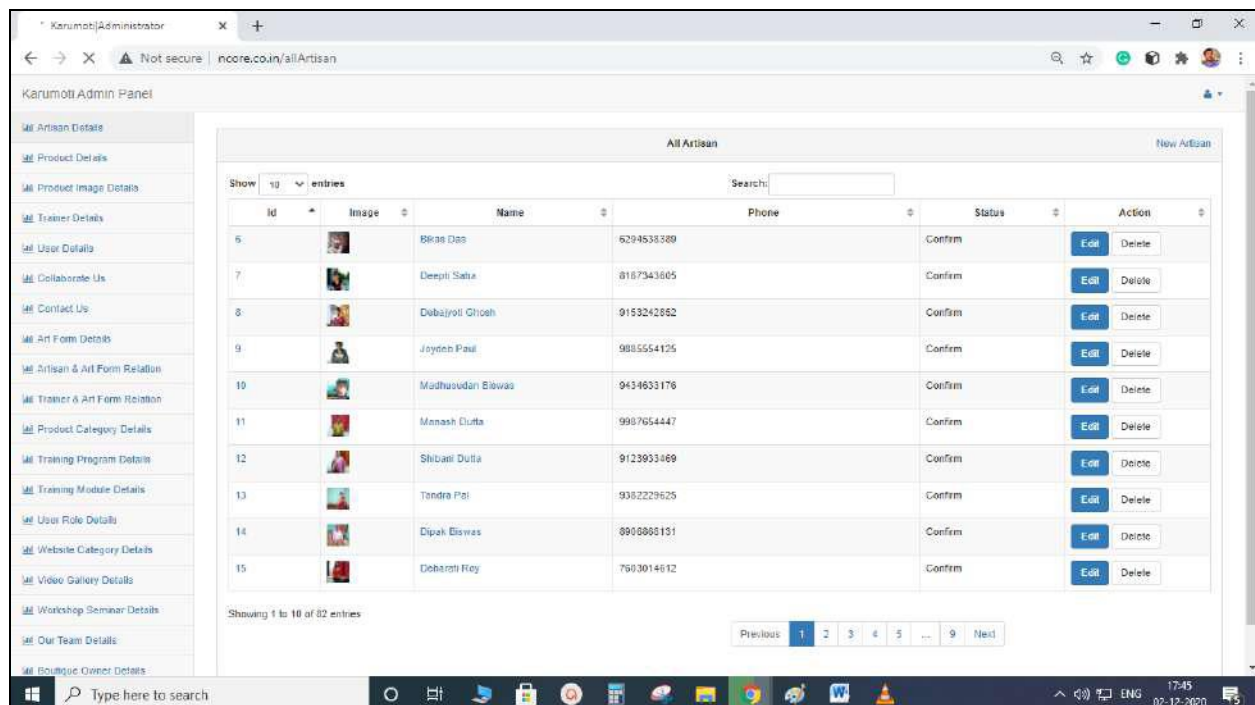 Karumoti|Administrator
Not secure | ncore.co.in/allArtisan
Karumoti Admin Panel
Artisan Details
Product Details
Product Image Details
Trainer Details
User Details
Collaborate Us
Contact Us
Art Form Details
Artisan & Art Form Relation
Trainer & Art Form Relation
Product Category Details
Training Program Details
Training Module Details
User Role Details
Website Category Details
Video Gallery Details
Workshop Seminar Details
Our Team Details
Boutique Owner Details
All Artisan New Artisan
Show 10 entries Search:
Id Image Name Phone Status Action
6 Bikas Das 6294538389 Confirm Edit Delete
7 Deepti Saha 8167343605 Confirm Edit Delete
8 Debajyoti Ghosh 9153242852 Confirm Edit Delete
9 Joydeb Paul 9885554125 Confirm Edit Delete
10 Madhusudan Biswas 9434633176 Confirm Edit Delete
11 Manash Dutta 9987654447 Confirm Edit Delete
12 Shibani Dutta 9123933469 Confirm Edit Delete
13 Tandra Pal 9382229625 Confirm Edit Delete
14 Dipak Biswas Confirm Edit Delete
15 Debarati Roy 7603014612 Confirm Edit Delete
Showing 1 to 10 of 82 entries
Previous 1 2 3 4 5 ... 9 Next
Type here to search
ENG 17:45
02-12-2020